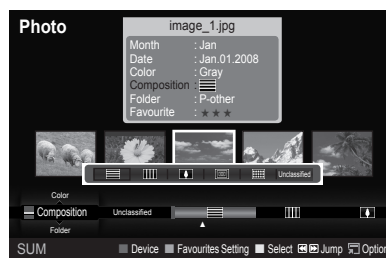 Photo
image_1.jpg
Month : Jan
Date : Jan.01.2008
Color : Gray
Composition :
Folder : P-other
Favourite : ★ ★ ★
Unclassified
Color
Composition Unclassified
Folder
SUM Device Favourites Setting Select Jump Option